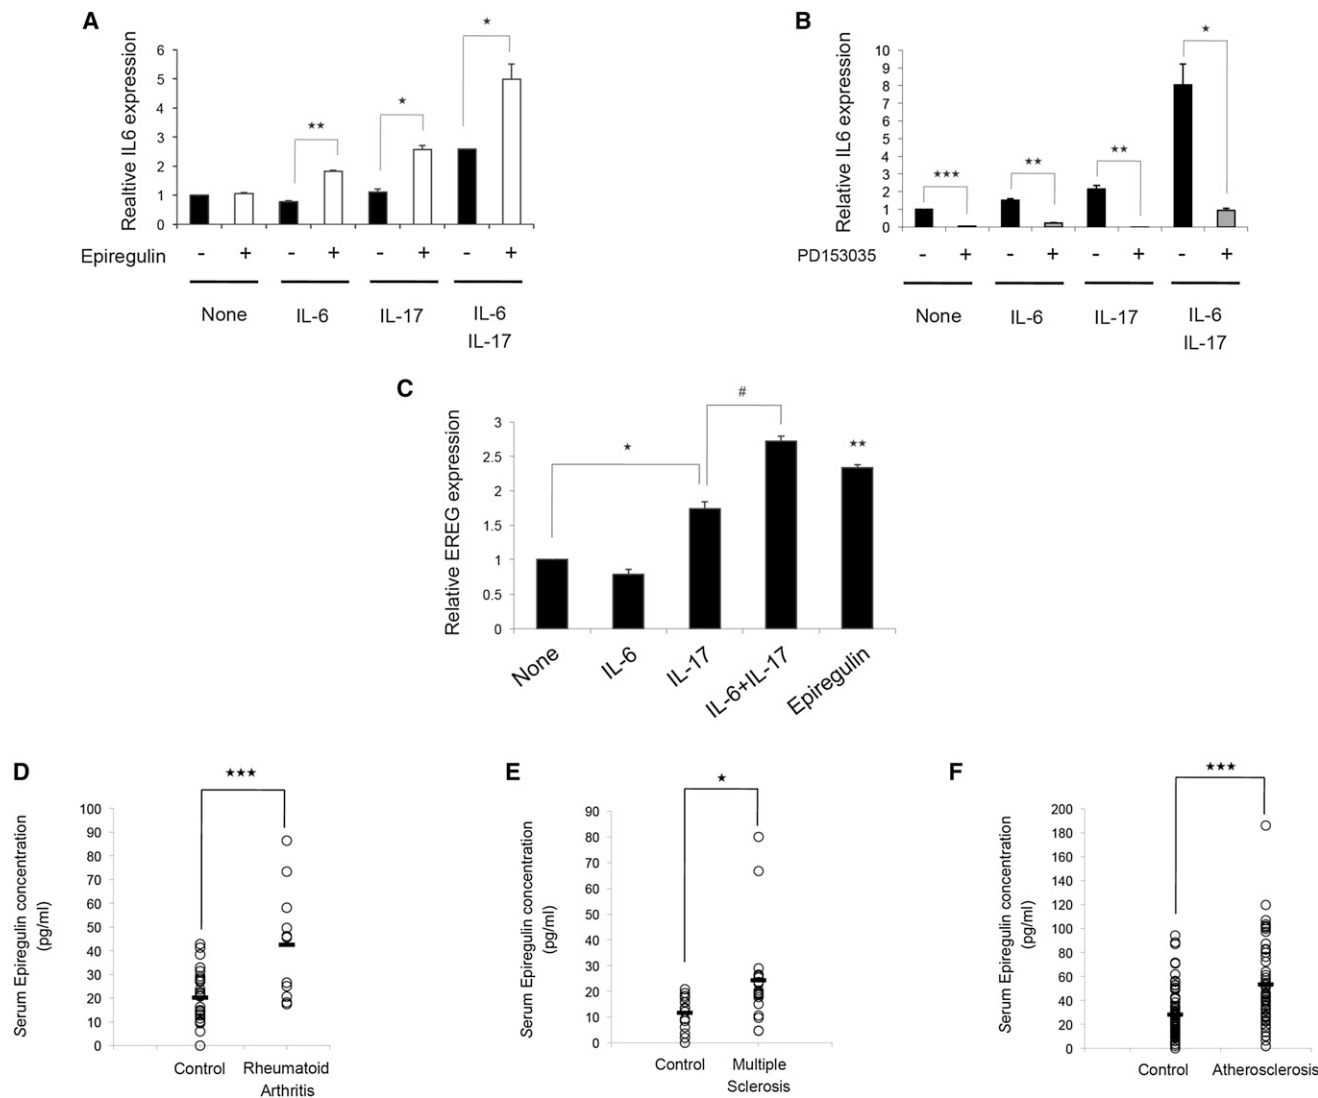 A
Realtive IL6 expression
6
5
4
3
2
1
0
★★
★
★
Epiregulin - + - + - + - +
None IL-6 IL-17 IL-6
IL-17
B
Relative IL6 expression
10
9
8
7
6
5
4
3
2
1
0
★★★
★★
★★
★
PD153035 - + - + - + - +
None IL-6 IL-17 IL-6
IL-17
C
Relative EREG expression
3
2.5
2
1.5
1
0.5
0
★
#
★★
None
IL-6
IL-17
IL-6+IL-17
Epiregulin
D
Serum Epiregulin concentration
(pg/ml)
100
90
80
70
60
50
40
30
20
10
0
★★★
Control Rheumatoid
Arthritis
E
Serum Epiregulin concentration
(pg/ml)
90
80
70
60
50
40
30
20
10
0
★
Control Multiple
Sclerosis
F
Serum Epiregulin concentration
(pg/ml)
200
180
160
140
120
100
80
60
40
20
0
★★★
Control Atherosclerosis